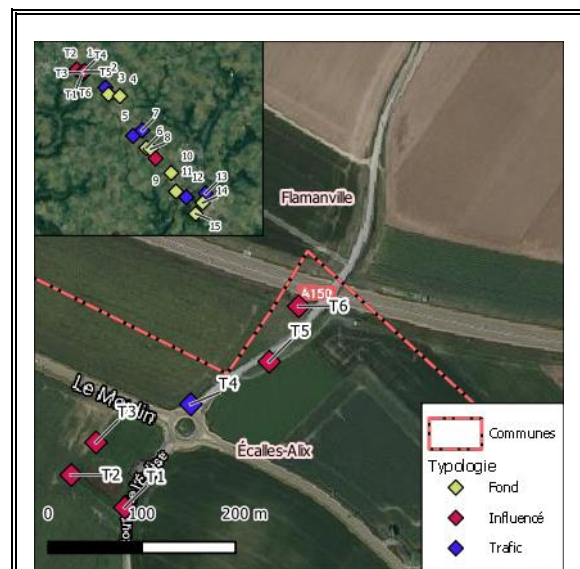 T2 1 T4
T3 T5 2
3 4
T1 T6
5 7
6
8
10
11 12 13
9 14
15
Flamanville
A150
T6
T5
T4
Le Moulin
T3
Écalles-Alix
T2 T1
0 100 200 m
Communes
Typologie
Fond
Influencé
Trafic